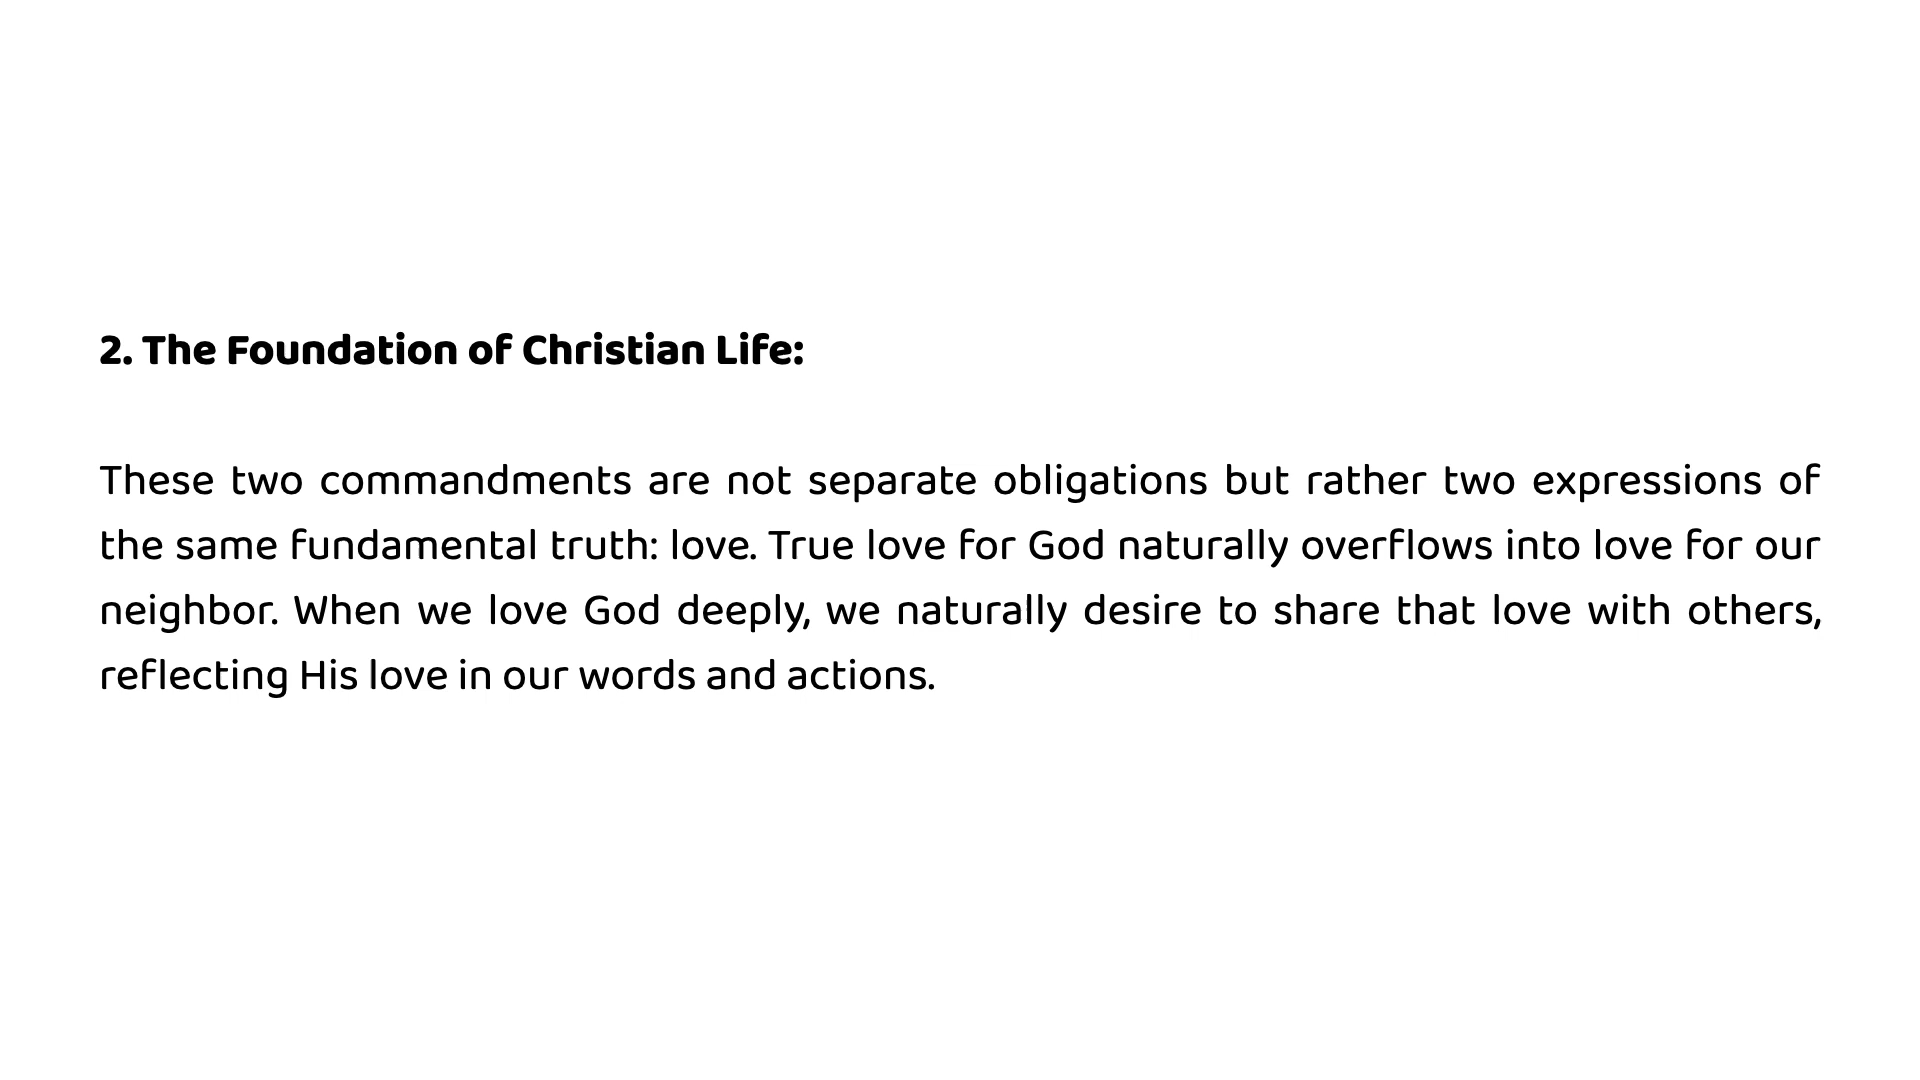 2. The Foundation of Christian Life:
These two commandments are not separate obligations but rather two expressions of
the same fundamental truth: love. True love for God naturally overflows into love for our
neighbor. When we love God deeply, we naturally desire to share that love with others,
reflecting His love in our words and actions.